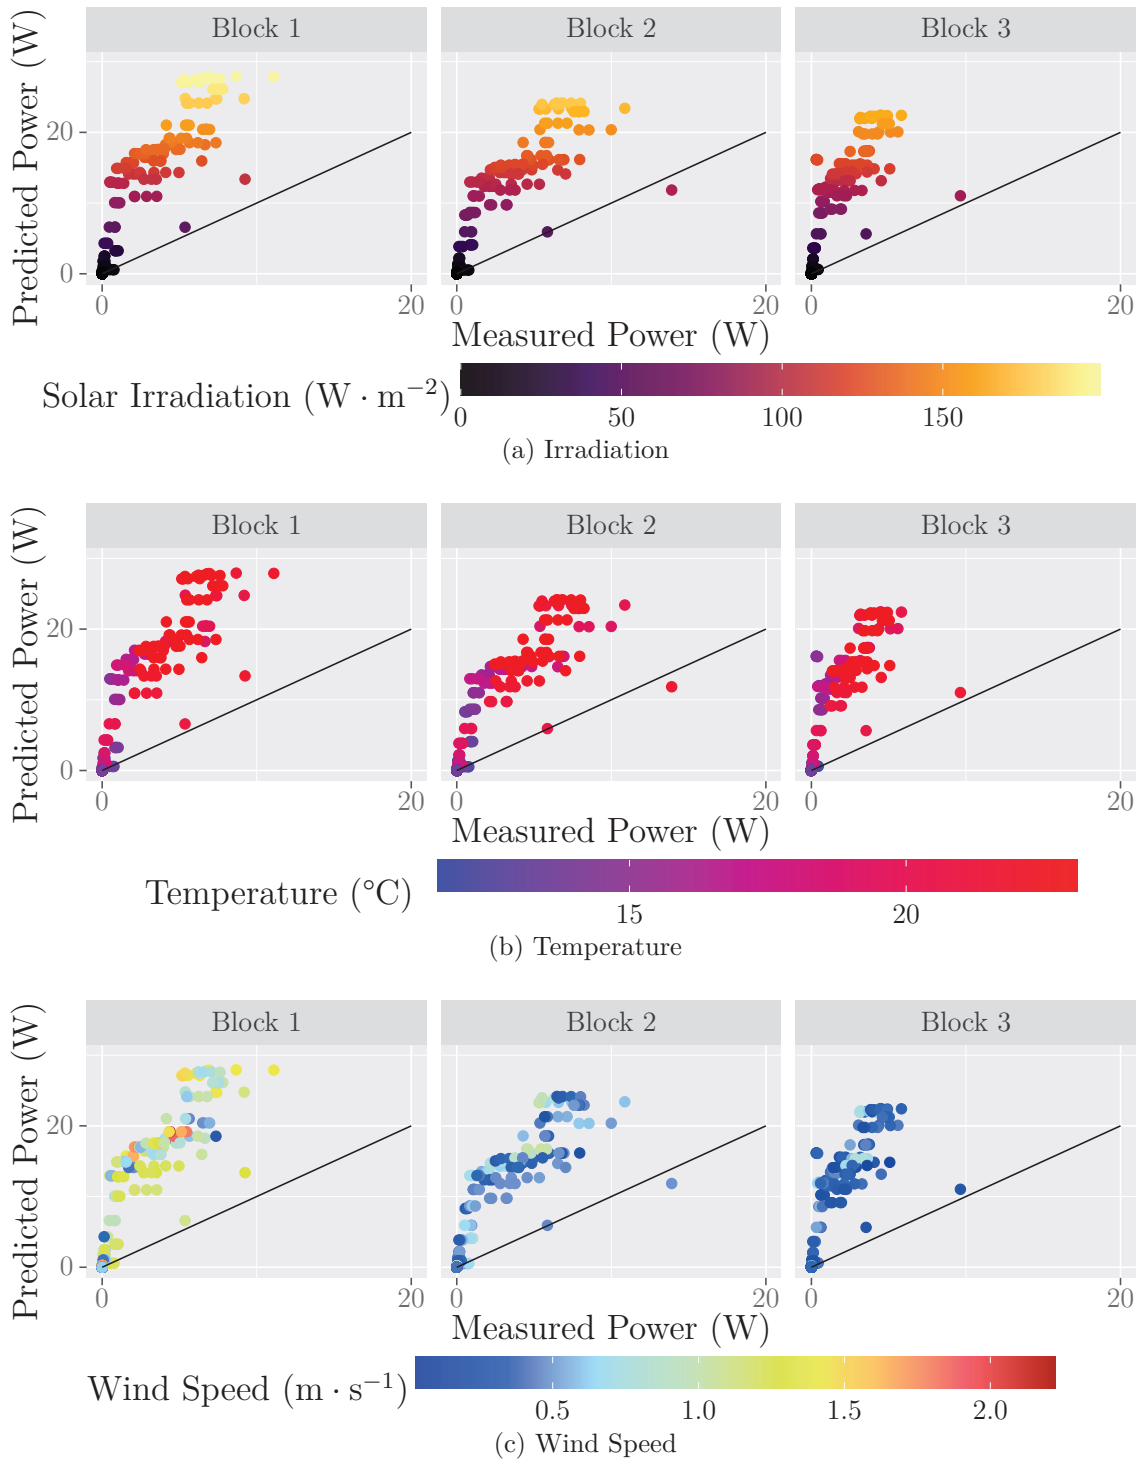 Block 1 Block 2 Block 3
Predicted Power (W)
20
0
0 20 0 20 0 20
Measured Power (W)
Solar Irradiation (W · m⁻²)
0 50 100 150
(a) Irradiation
Block 1 Block 2 Block 3
Predicted Power (W)
20
0
0 20 0 20 0 20
Measured Power (W)
Temperature (°C)
15 20
(b) Temperature
Block 1 Block 2 Block 3
Predicted Power (W)
20
0
0 20 0 20 0 20
Measured Power (W)
Wind Speed (m · s⁻¹)
0.5 1.0 1.5 2.0
(c) Wind Speed